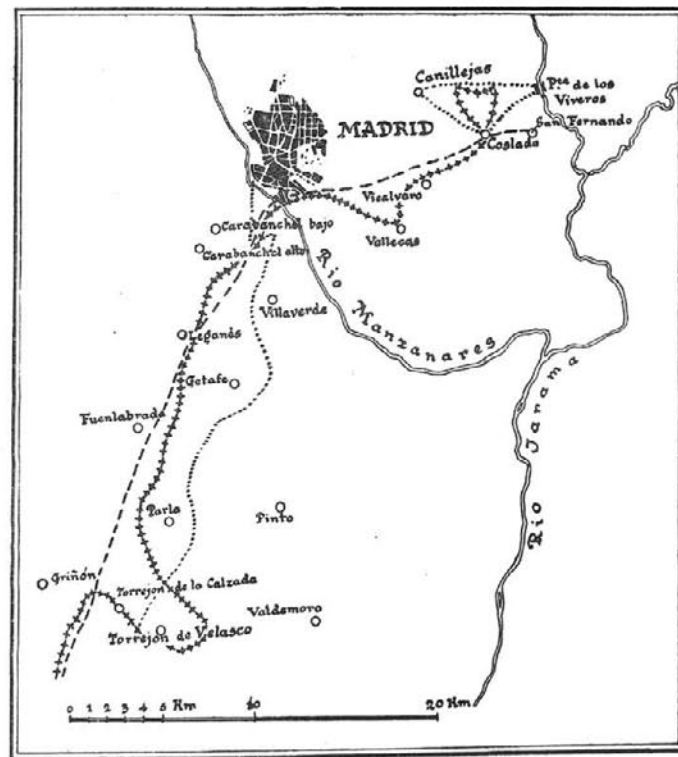 Canillejas
Pte de los
Viveros
San Fernando
MADRID
Coslada
Vicalvaro
Carabanchel bajo
Vallecas
Carabanchel alto
Rio Manzanares
Villaverde
Leganés
Getafe
Rio Jarama
Fuenlabrada
Parla
Pinto
Griñón
Torrejon de la Calzada
Valdemoro
Torrejon de Velasco
0 1 2 3 4 5 Km 10 20 Km